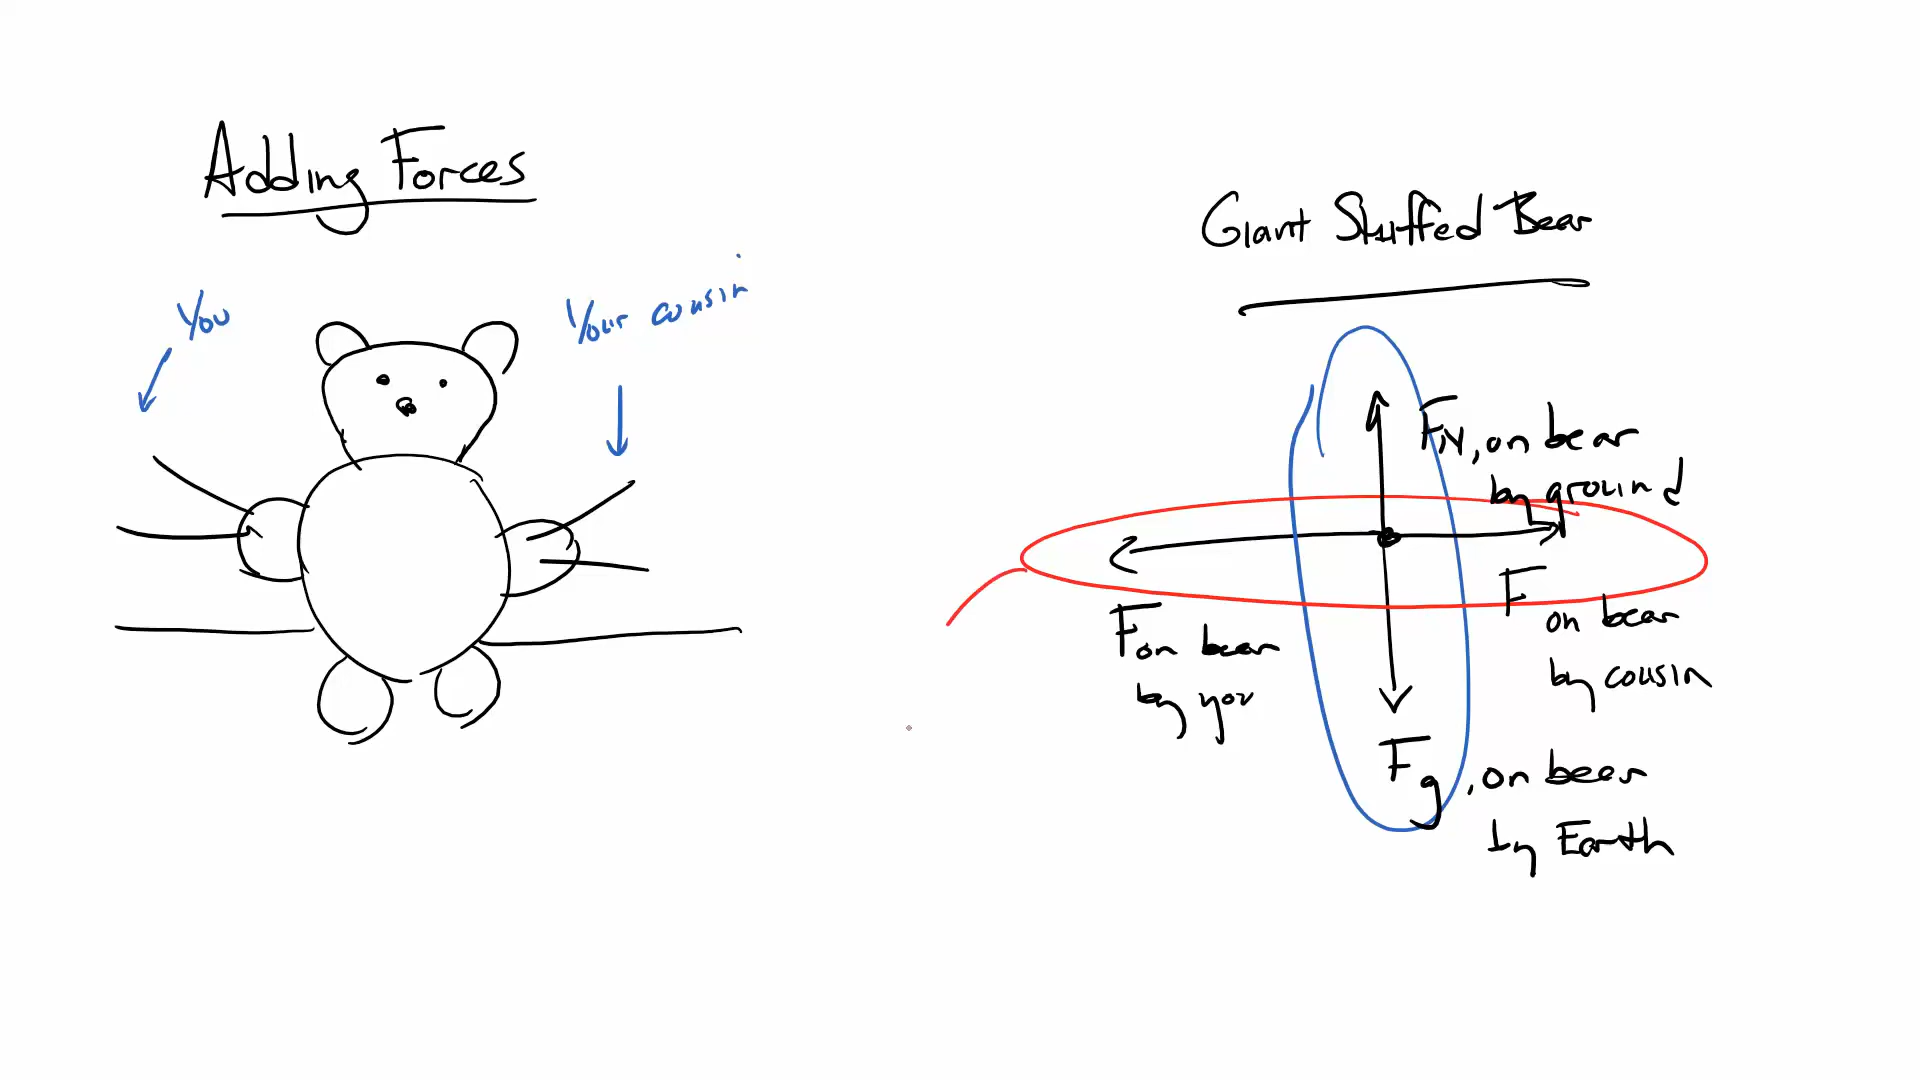 Adding Forces
You
Your cousin
Giant Stuffed Bear
FN, on bear
by ground
F on bear
by you
F on bear
by cousin
Fg, on bear
by Earth